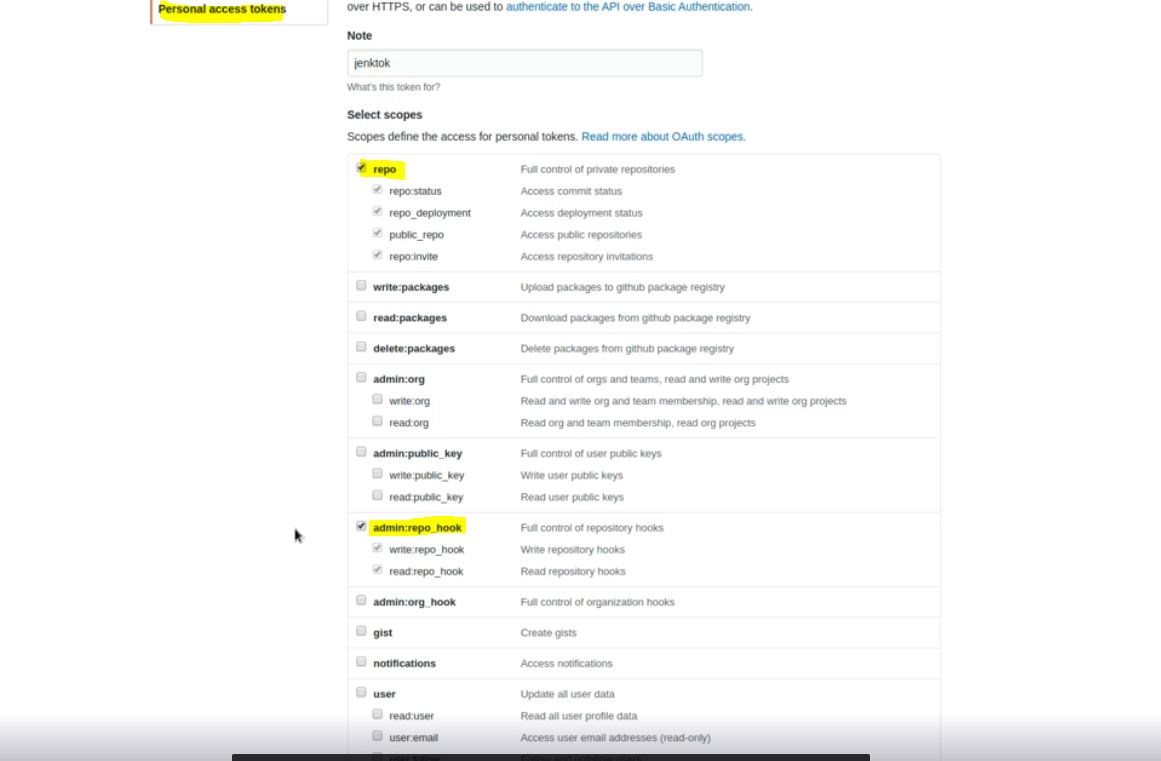 Personal access tokens
over HTTPS, or can be used to authenticate to the API over Basic Authentication.
Note
jenktok
What's this token for?
Select scopes
Scopes define the access for personal tokens. Read more about OAuth scopes.
repo Full control of private repositories
repo:status Access commit status
repo_deployment Access deployment status
public_repo Access public repositories
repo:invite Access repository invitations
write:packages Upload packages to github package registry
read:packages Download packages from github package registry
delete:packages Delete packages from github package registry
admin:org Full control of orgs and teams, read and write org projects
write:org Read and write org and team membership, read and write org projects
read:org Read org and team membership, read org projects
admin:public_key Full control of user public keys
write:public_key Write user public keys
read:public_key Read user public keys
admin:repo_hook Full control of repository hooks
write:repo_hook Write repository hooks
read:repo_hook Read repository hooks
admin:org_hook Full control of organization hooks
gist Create gists
notifications Access notifications
user Update all user data
read:user Read all user profile data
user:email Access user email addresses (read-only)